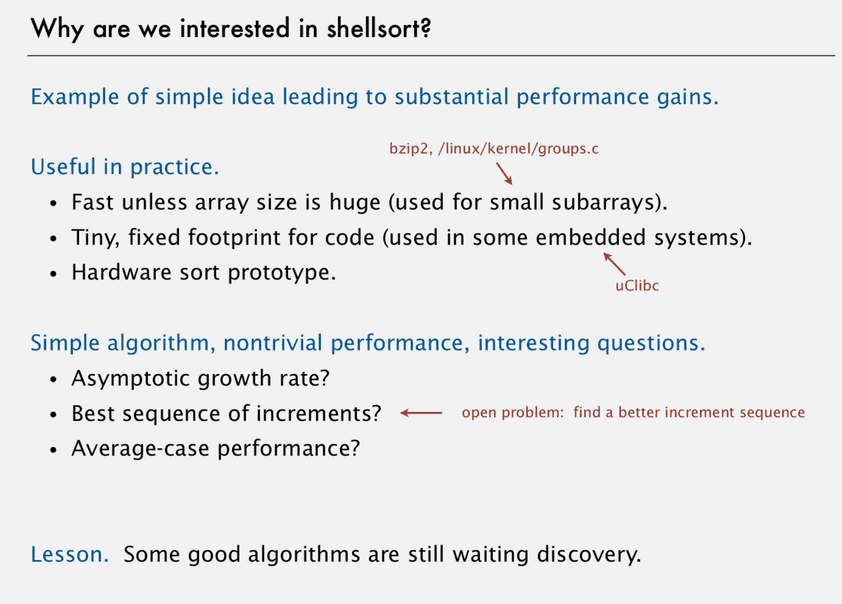 Why are we interested in shellsort?
Example of simple idea leading to substantial performance gains.
bzip2, /linux/kernel/groups.c
Useful in practice.
• Fast unless array size is huge (used for small subarrays).
• Tiny, fixed footprint for code (used in some embedded systems).
• Hardware sort prototype.
uClibc
Simple algorithm, nontrivial performance, interesting questions.
• Asymptotic growth rate?
• Best sequence of increments?
open problem: find a better increment sequence
• Average-case performance?
Lesson. Some good algorithms are still waiting discovery.